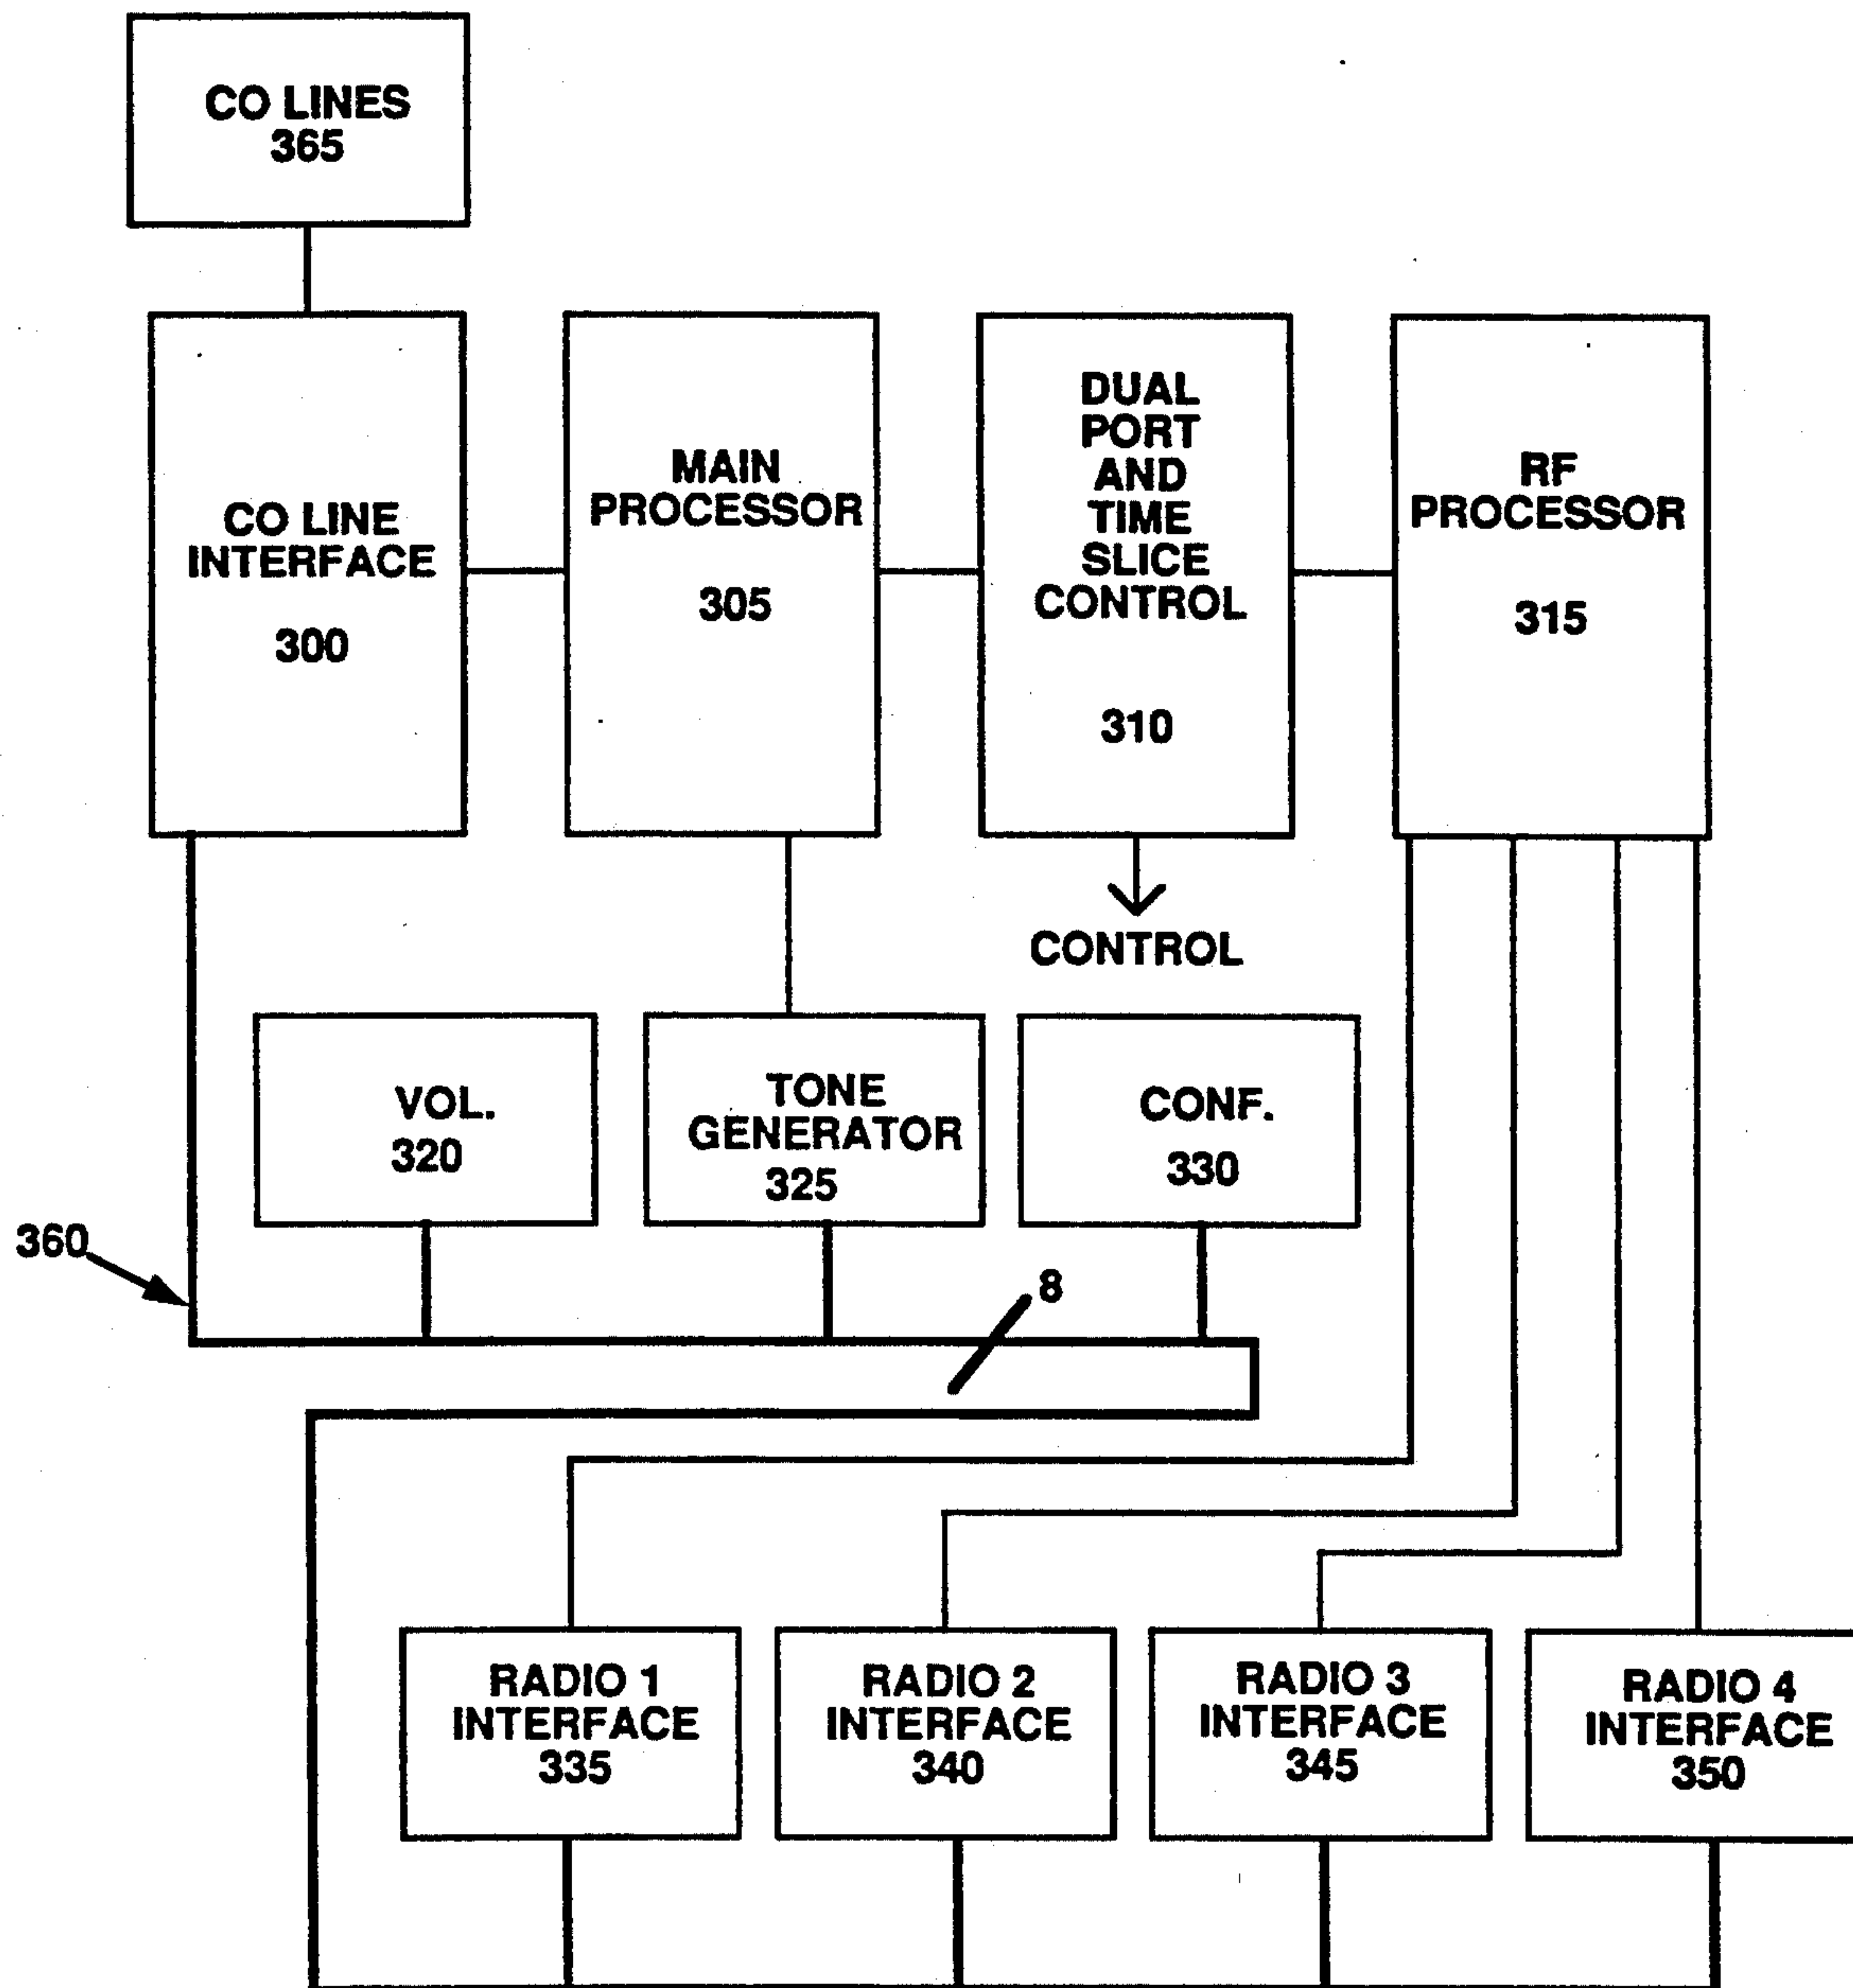 CO LINES
365
CO LINE
INTERFACE
300
MAIN
PROCESSOR
305
DUAL
PORT
AND
TIME
SLICE
CONTROL
310
RF
PROCESSOR
315
CONTROL
VOL.
320
TONE
GENERATOR
325
CONF.
330
360
8
RADIO 1
INTERFACE
335
RADIO 2
INTERFACE
340
RADIO 3
INTERFACE
345
RADIO 4
INTERFACE
350